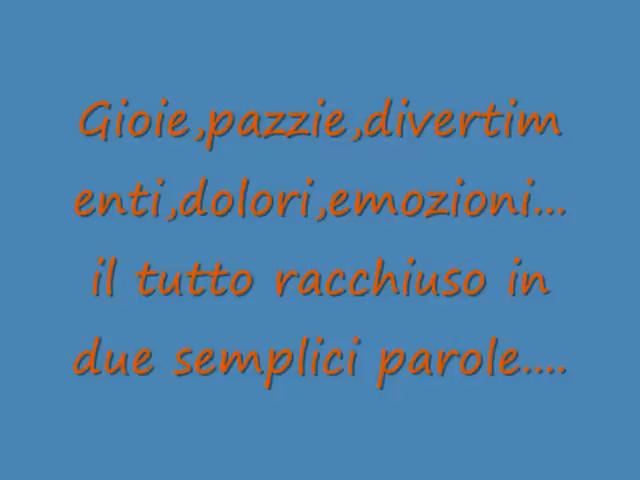 Gioie,pazzie,divertim
enti,dolori,emozioni...
il tutto racchiuso in
due semplici parole....